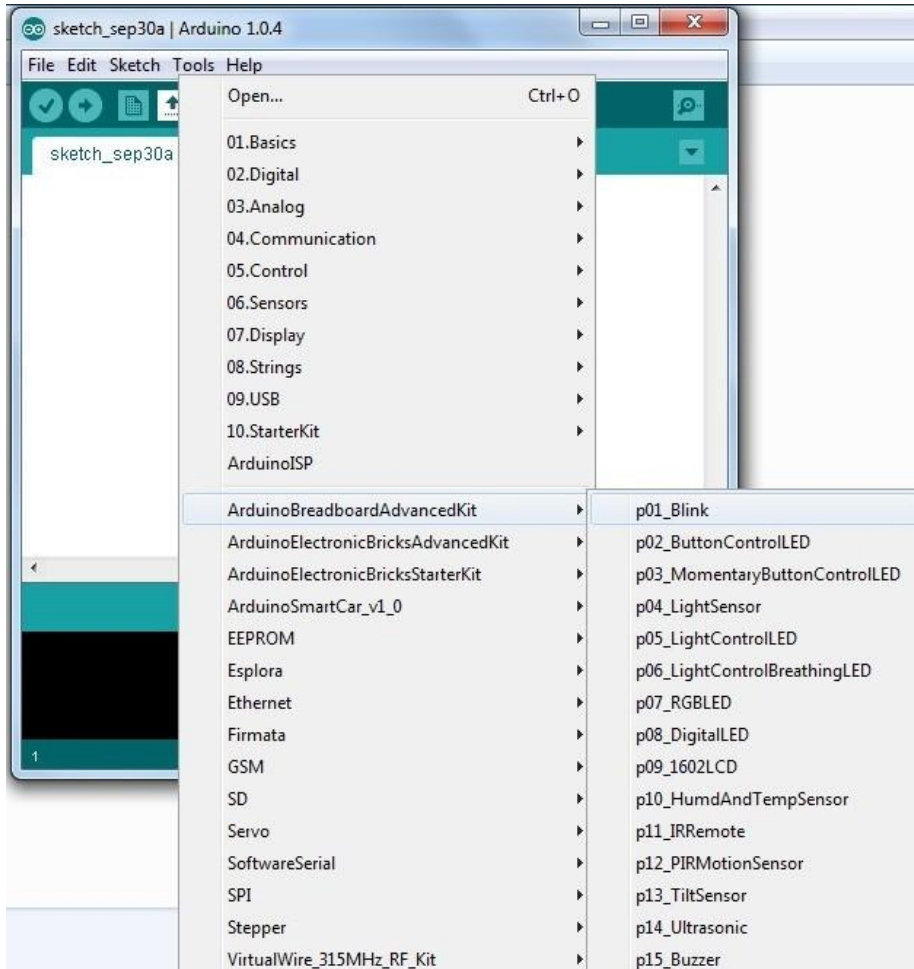 sketch_sep30a | Arduino 1.0.4
File Edit Sketch Tools Help
sketch_sep30a
Open... Ctrl+O
01.Basics
02.Digital
03.Analog
04.Communication
05.Control
06.Sensors
07.Display
08.Strings
09.USB
10.StarterKit
ArduinoISP
ArduinoBreadboardAdvancedKit
ArduinoElectronicBricksAdvancedKit
ArduinoElectronicBricksStarterKit
ArduinoSmartCar_v1_0
EEPROM
Esplora
Ethernet
Firmata
GSM
SD
Servo
SoftwareSerial
SPI
Stepper
VirtualWire_315MHz_RF_Kit
p01_Blink
p02_ButtonControlLED
p03_MomentaryButtonControlLED
p04_LightSensor
p05_LightControlLED
p06_LightControlBreathingLED
p07_RGBLED
p08_DigitalLED
p09_1602LCD
p10_HumdAndTempSensor
p11_IRRemote
p12_PIRMotionSensor
p13_TiltSensor
p14_Ultrasonic
p15_Buzzer
1